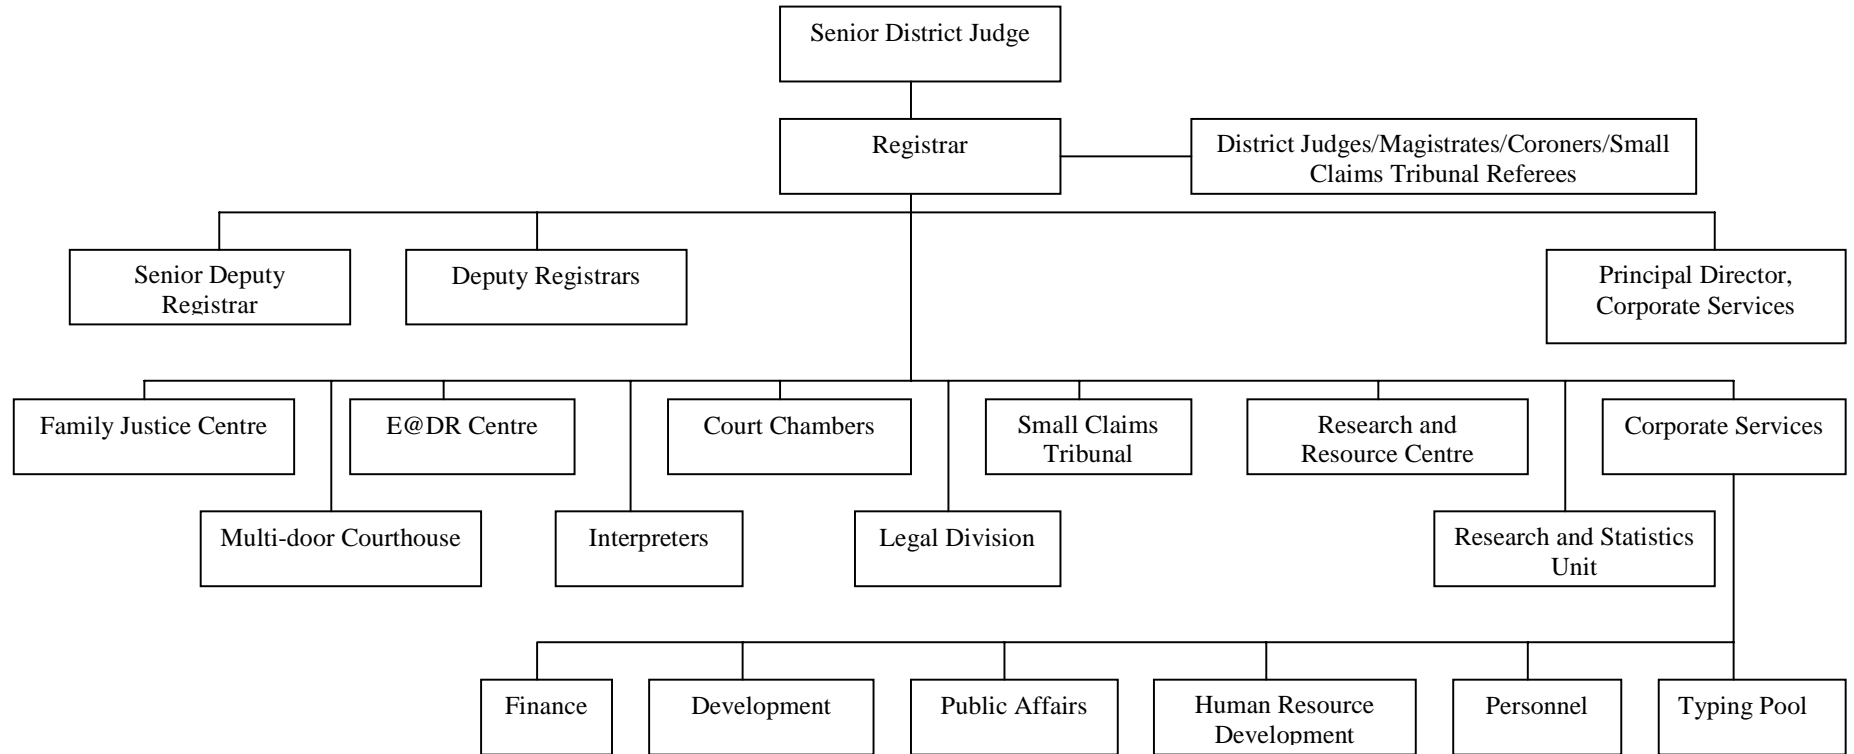 Senior District Judge
Registrar
District Judges/Magistrates/Coroners/Small
Claims Tribunal Referees
Senior Deputy
Registrar
Deputy Registrars
Principal Director,
Corporate Services
Family Justice Centre
E@DR Centre
Court Chambers
Small Claims
Tribunal
Research and
Resource Centre
Corporate Services
Multi-door Courthouse
Interpreters
Legal Division
Research and Statistics
Unit
Finance
Development
Public Affairs
Human Resource
Development
Personnel
Typing Pool